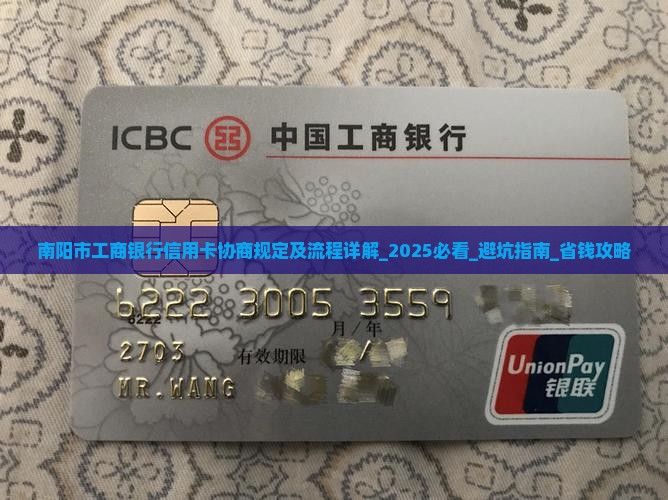 ICBC 中国工商银行
南阳市工商银行信用卡协商规定及流程详解_2025必看_避坑指南_省钱攻略
6222 3005 3559
6222
月/年
2703 有效期限 /
MR.WANG
UnionPay
银联